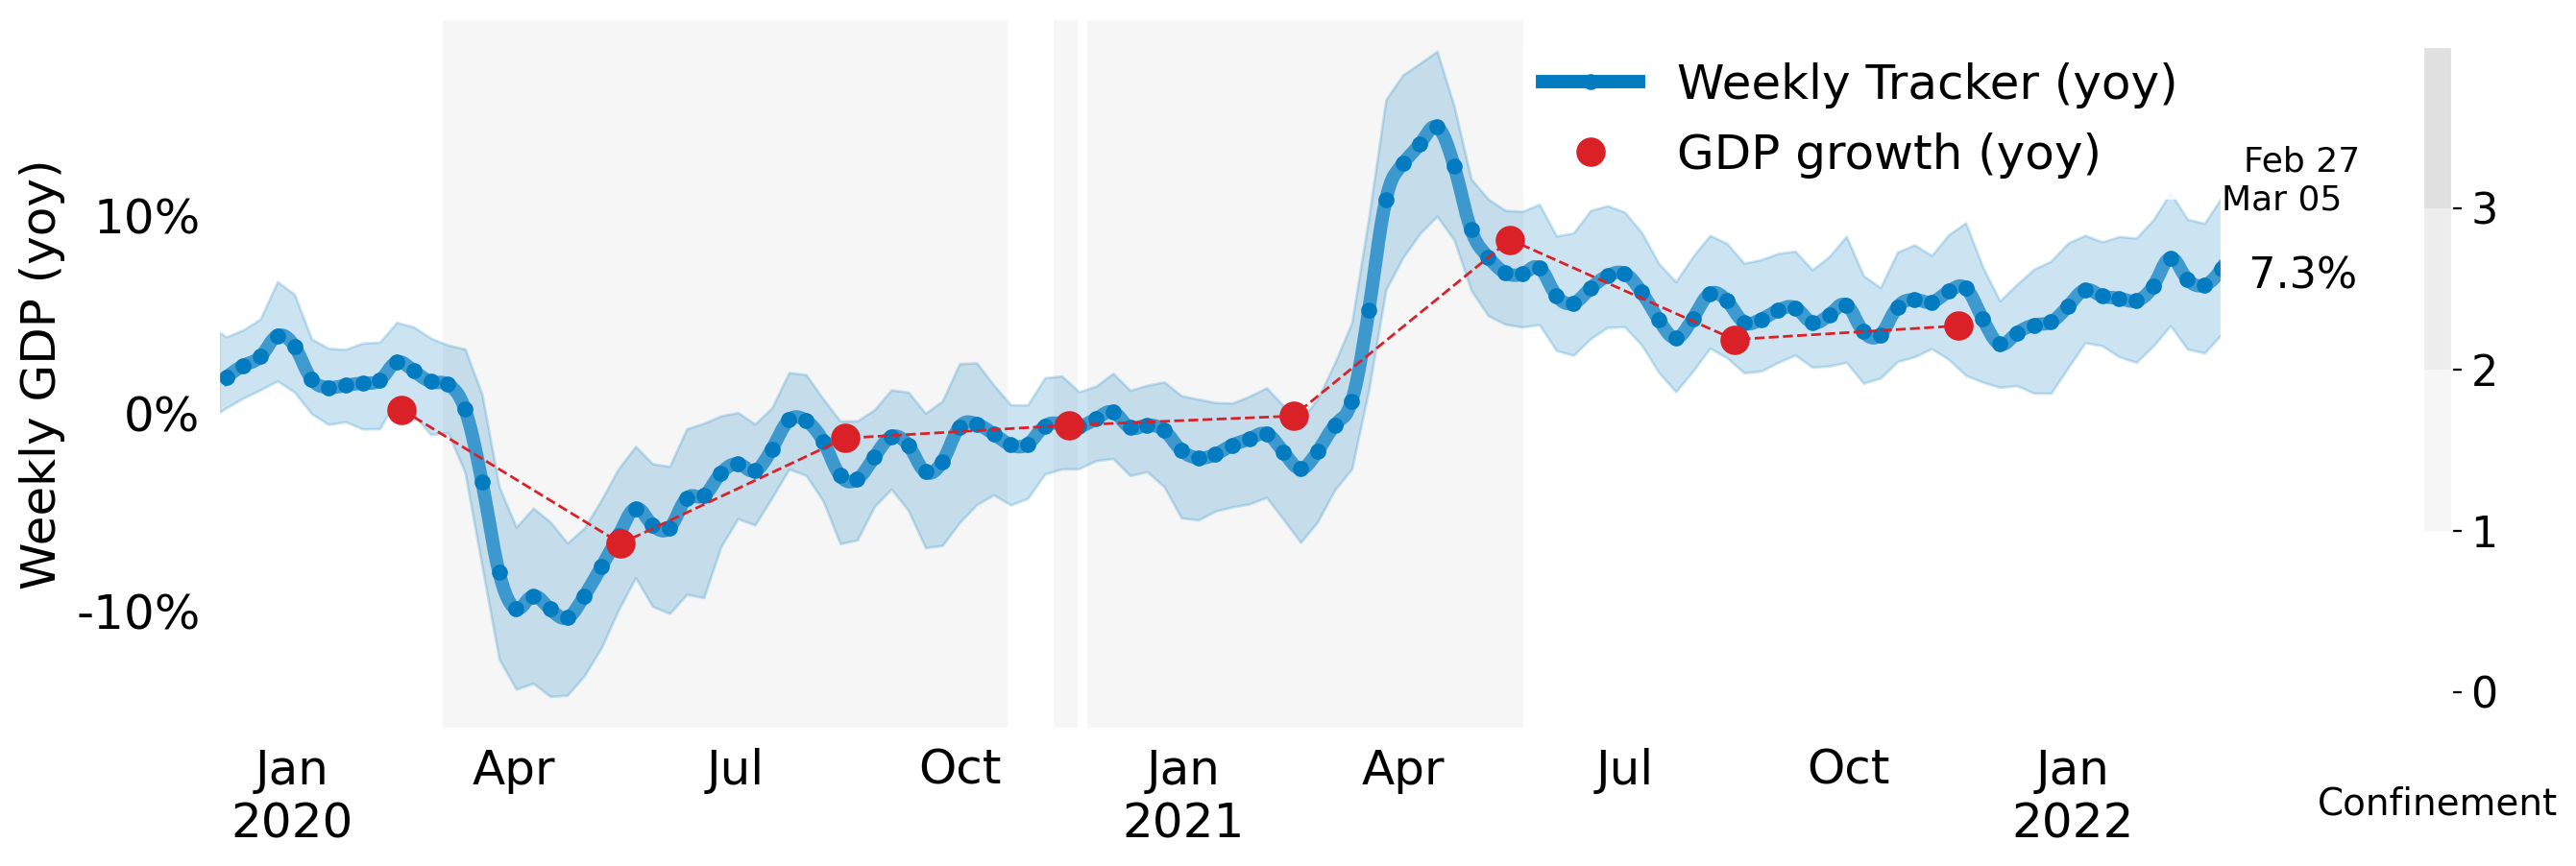 Weekly Tracker (yoy)
GDP growth (yoy)
Feb 27
Mar 05
7.3%
Weekly GDP (yoy)
10%
0%
-10%
3
2
1
0
Jan
2020
Apr
Jul
Oct
Jan
2021
Apr
Jul
Oct
Jan
2022
Confinement